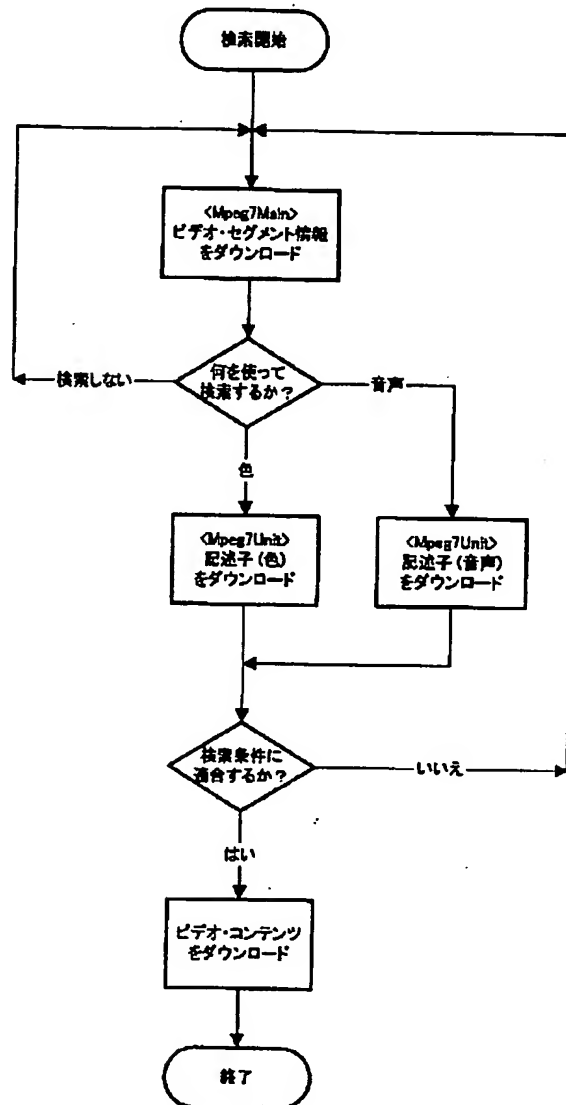 検索開始
<Mpeg7Main>
ビデオ・セグメント情報
をダウンロード
何を使って
検索するか？
検索しない
音声
色
<Mpeg7Unit>
記述子（色）
をダウンロード
<Mpeg7Unit>
記述子（音声）
をダウンロード
検索条件に
適合するか？
いいえ
はい
ビデオ・コンテンツ
をダウンロード
終了